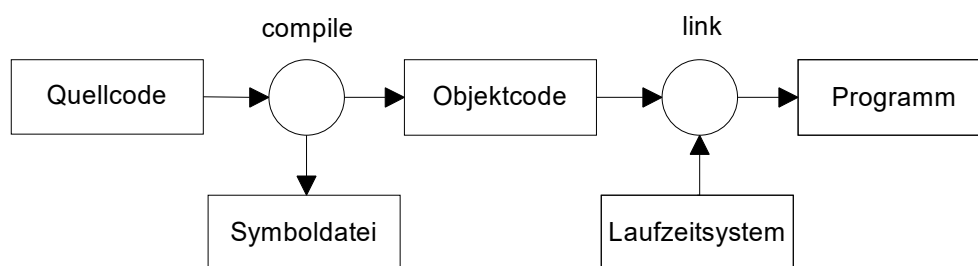 compile
link
Quellcode
Objektcode
Programm
Symboldatei
Laufzeitsystem